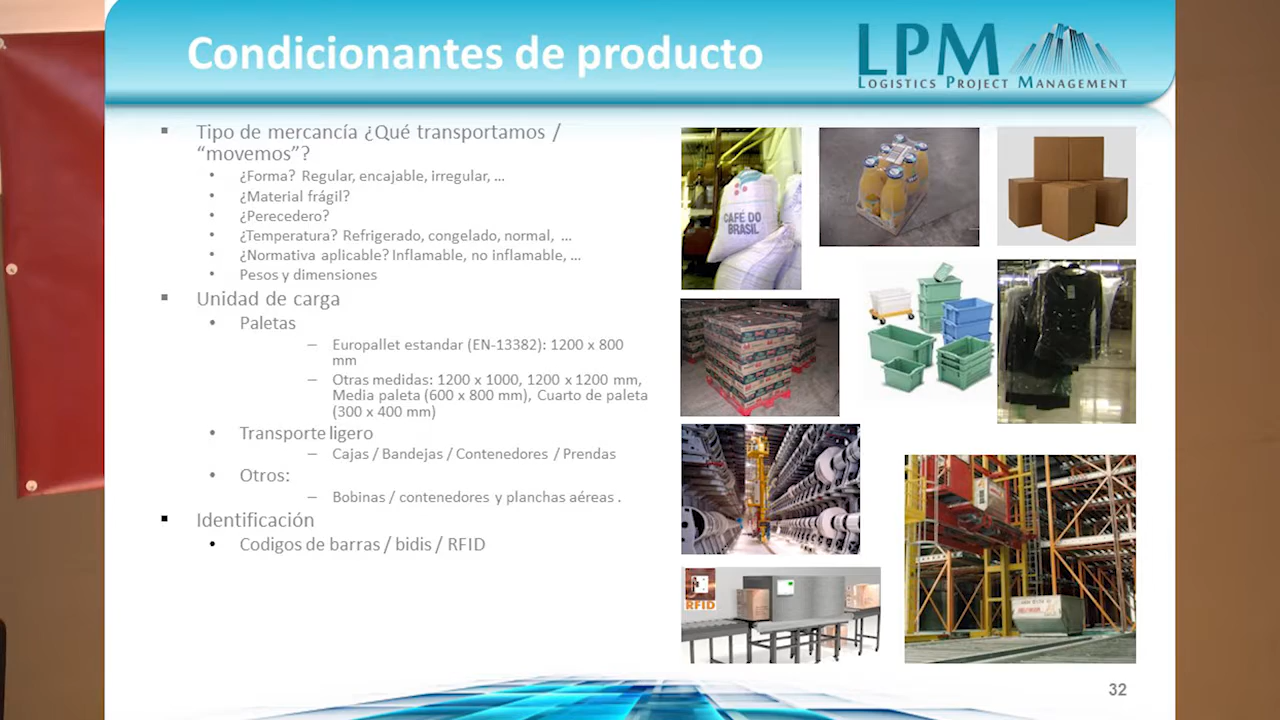 Condicionantes de producto
LPM
LOGISTICS PROJECT MANAGEMENT
▪ Tipo de mercancía ¿Qué transportamos /
“movemos”?
• ¿Forma? Regular, encajable, irregular, …
• ¿Material frágil?
• ¿Perecedero?
• ¿Temperatura? Refrigerado, congelado, normal, …
• ¿Normativa aplicable? Inflamable, no inflamable, …
• Pesos y dimensiones
▪ Unidad de carga
• Paletas
– Europallet estandar (EN-13382): 1200 x 800
mm
– Otras medidas: 1200 x 1000, 1200 x 1200 mm,
Media paleta (600 x 800 mm), Cuarto de paleta
(300 x 400 mm)
• Transporte ligero
– Cajas / Bandejas / Contenedores / Prendas
• Otros:
– Bobinas / contenedores y planchas aéreas .
▪ Identificación
• Codigos de barras / bidis / RFID
CAFÉ DO
BRASIL
RFID
32